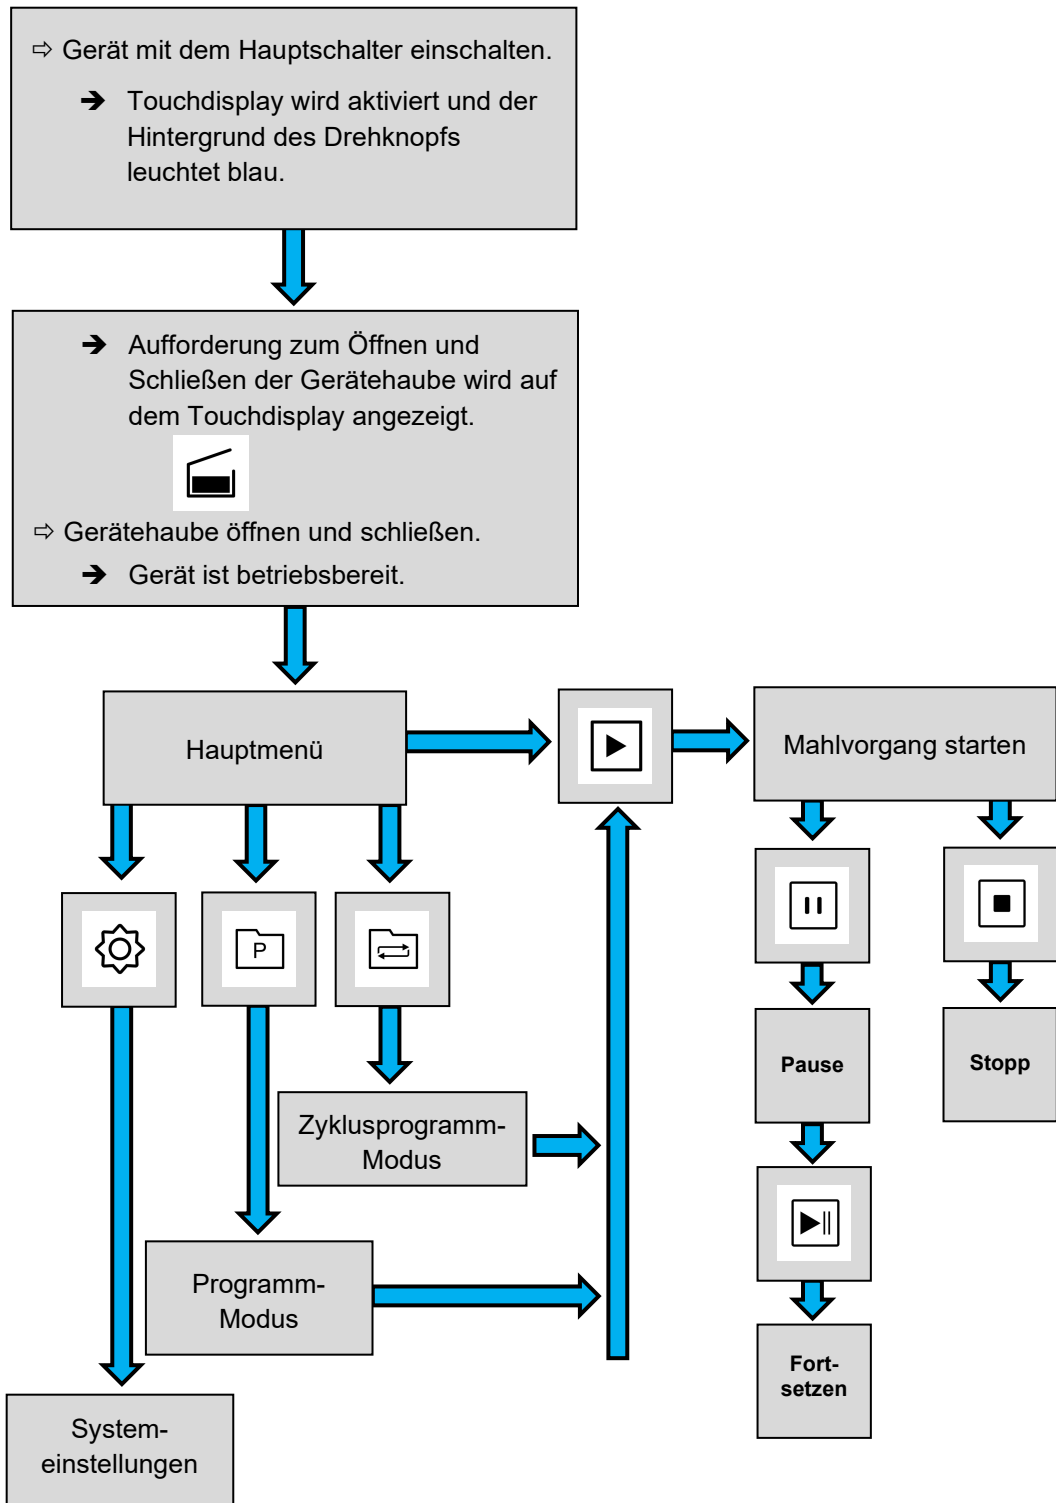 ⇨ Gerät mit dem Hauptschalter einschalten.
➔ Touchdisplay wird aktiviert und der
Hintergrund des Drehknopfs
leuchtet blau.
➔ Aufforderung zum Öffnen und
Schließen der Gerätehaube wird auf
dem Touchdisplay angezeigt.
⇨ Gerätehaube öffnen und schließen.
➔ Gerät ist betriebsbereit.
Hauptmenü
Mahlvorgang starten
P
Pause
Stopp
Zyklusprogramm-
Modus
Programm-
Modus
Fort-
setzen
System-
einstellungen